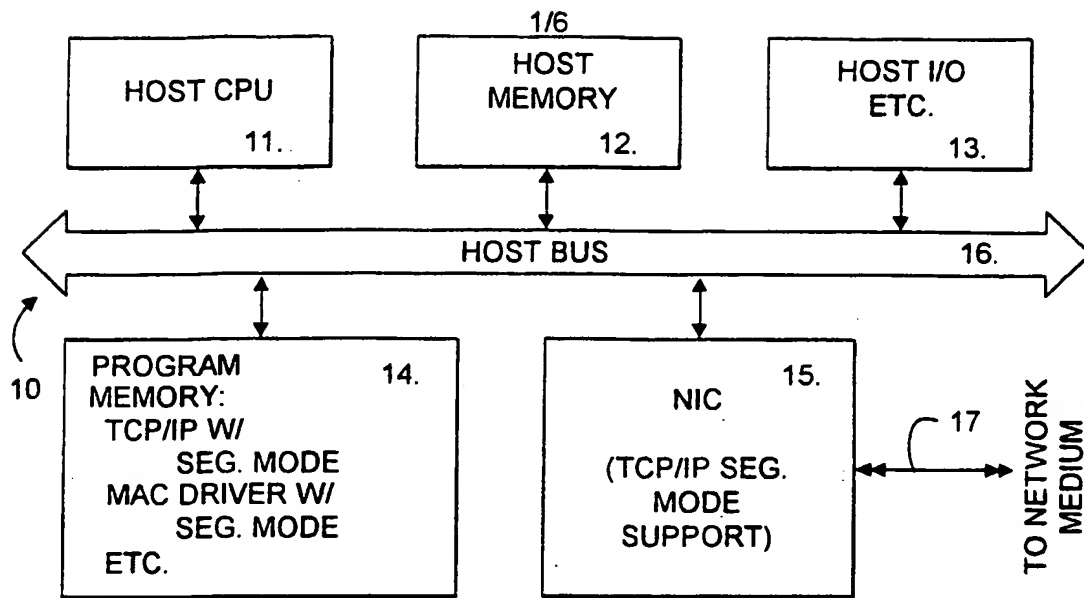 1/6
HOST CPU
11.
HOST
MEMORY
12.
HOST I/O
ETC.
13.
HOST BUS
16.
10
PROGRAM
MEMORY:
TCP/IP W/
SEG. MODE
MAC DRIVER W/
SEG. MODE
ETC.
14.
15.
NIC
(TCP/IP SEG.
MODE
SUPPORT)
17
TO NETWORK
MEDIUM